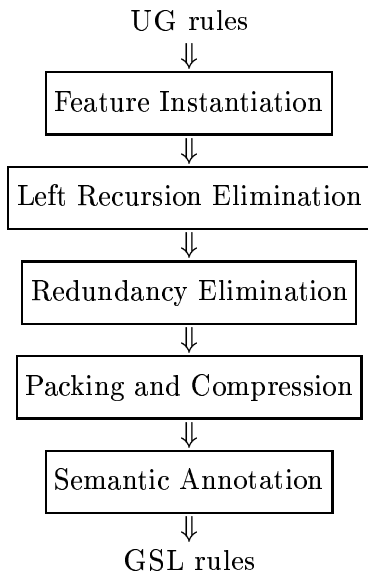 UG rules
Feature Instantiation
Left Recursion Elimination
Redundancy Elimination
Packing and Compression
Semantic Annotation
GSL rules